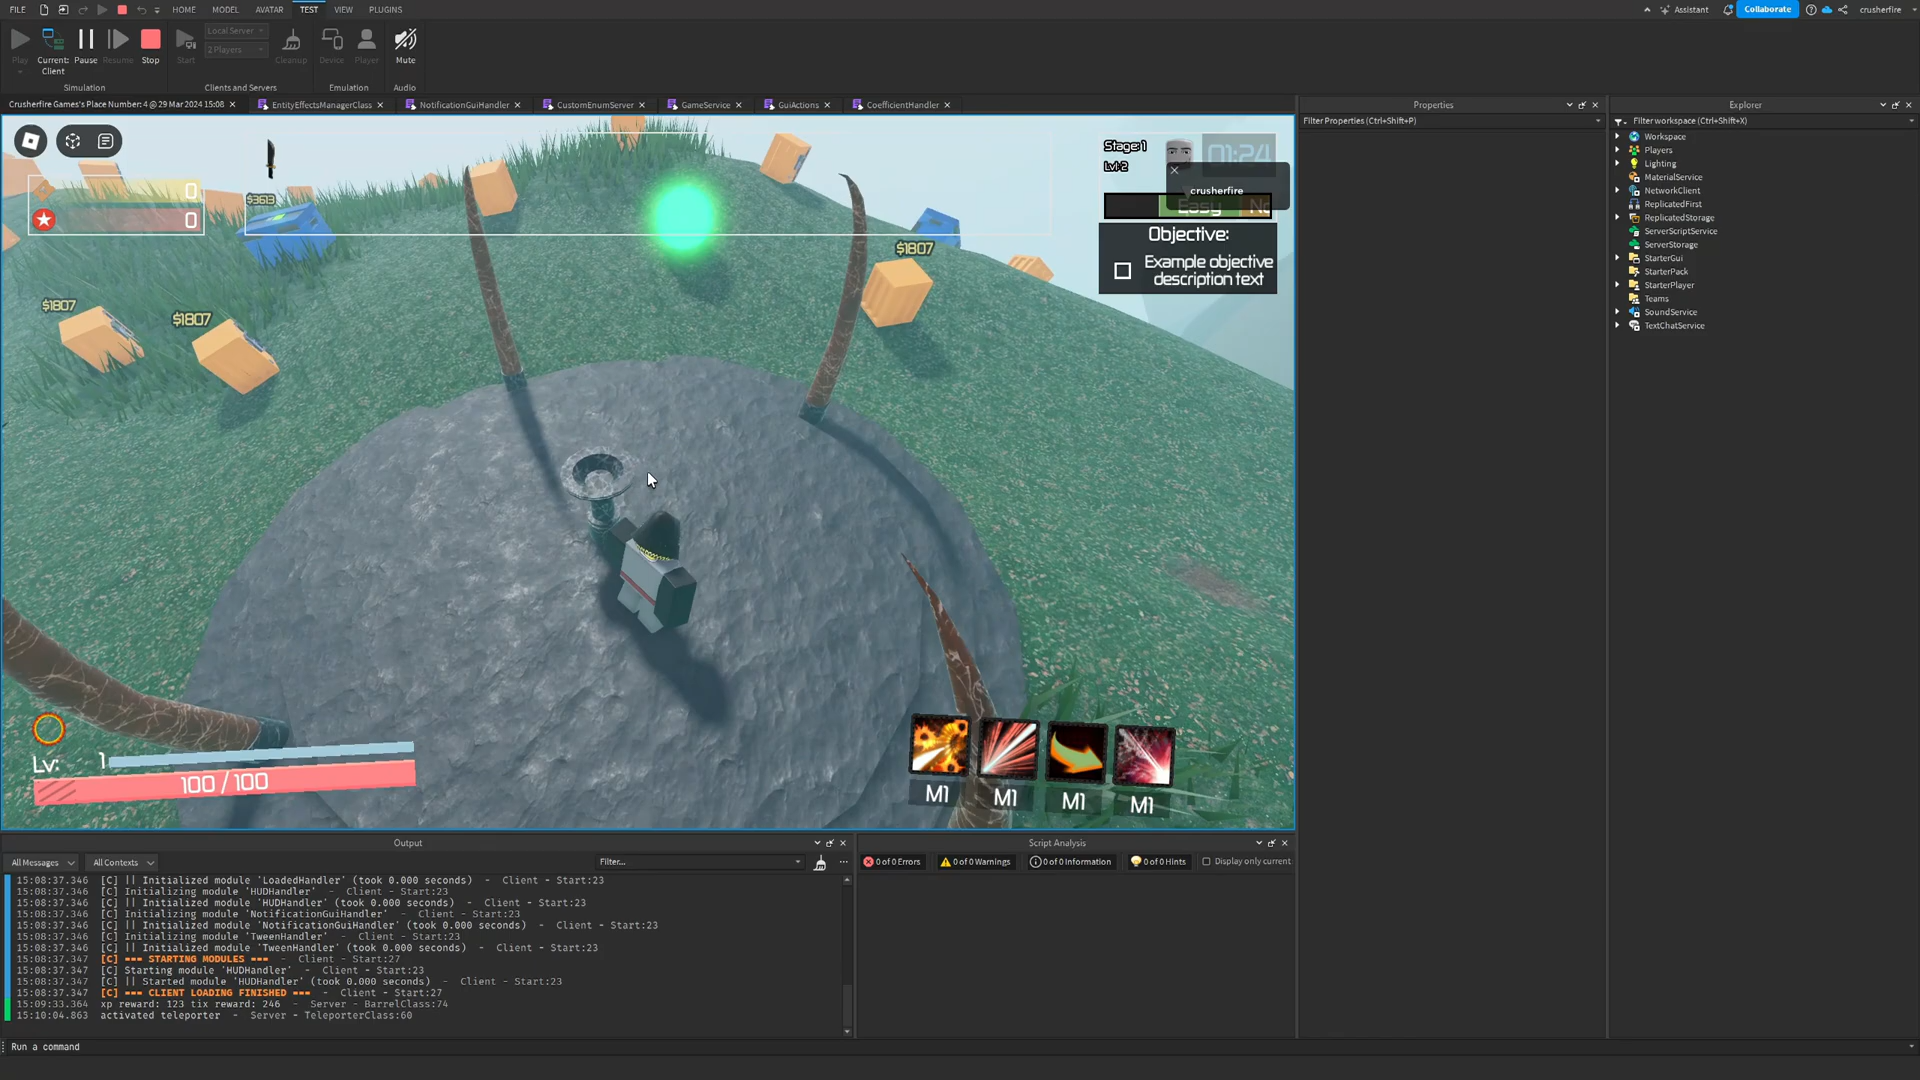 FILE HOME MODEL AVATAR TEST VIEW PLUGINS Assistant Collaborate crusherfire
Play Current: Client Pause Resume Stop Start Local Server 2 Players Cleanup Device Player Mute
Simulation Clients and Servers Emulation Audio
Crusherfire Games's Place Number: 4 @ 29 Mar 2024 15:08 EntityEffectsManagerClass NotificationGuiHandler CustomEnumServer GameService GuiActions CoefficientHandler
Properties
Filter Properties (Ctrl+Shift+P)
Explorer
Filter workspace (Ctrl+Shift+X)
Workspace
Players
Lighting
MaterialService
NetworkClient
ReplicatedFirst
ReplicatedStorage
ServerScriptService
ServerStorage
StarterGui
StarterPack
StarterPlayer
Teams
SoundService
TextChatService
0
0
$3613
Stage: 1
Lvl: 2
01:24
crusherfire
Easy No
Objective:
Example objective
description text
$1807
$1807
$1807
Lv: 1
100 / 100
M1 M1 M1 M1
Output
All Messages All Contexts Filter...
15:08:37.346 [C] || Initialized module 'LoadedHandler' (took 0.000 seconds) - Client - Start:23
15:08:37.346 [C] Initializing module 'HUDHandler' - Client - Start:23
15:08:37.346 [C] || Initialized module 'HUDHandler' (took 0.000 seconds) - Client - Start:23
15:08:37.346 [C] Initializing module 'NotificationGuiHandler' - Client - Start:23
15:08:37.346 [C] || Initialized module 'NotificationGuiHandler' (took 0.000 seconds) - Client - Start:23
15:08:37.346 [C] Initializing module 'TweenHandler' - Client - Start:23
15:08:37.346 [C] || Initialized module 'TweenHandler' (took 0.000 seconds) - Client - Start:23
15:08:37.347 [C] === STARTING MODULES === - Client - Start:27
15:08:37.347 [C] Starting module 'HUDHandler' - Client - Start:23
15:08:37.347 [C] || Started module 'HUDHandler' (took 0.000 seconds) - Client - Start:23
15:08:37.347 [C] === CLIENT LOADING FINISHED === - Client - Start:27
15:09:33.364 xp reward: 123 tix reward: 246 - Server - BarrelClass:74
15:10:04.863 activated teleporter - Server - TeleporterClass:60
Script Analysis
0 of 0 Errors 0 of 0 Warnings 0 of 0 Information 0 of 0 Hints Display only current
Run a command